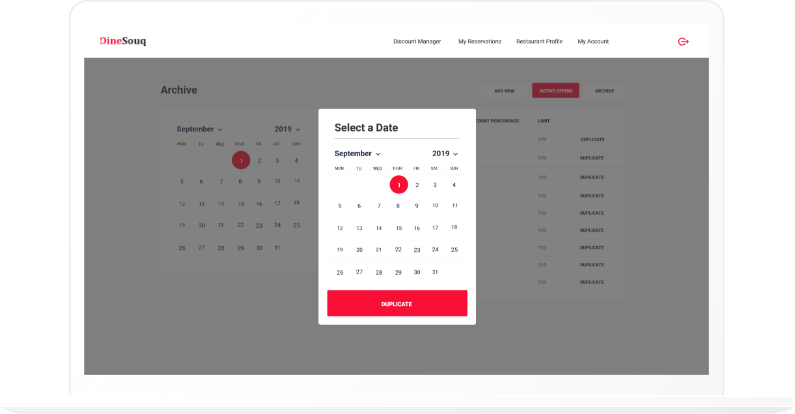 DineSouq
Discount Manager My Reservations Restaurant Profile My Account
Archive
ADD NEW ACTIVE OFFERS ARCHIVE
September 2019
MON TU WED THUR FRI SAT SUN
1 2 3 4
5 6 7 8 9 10 11
12 13 14 15 16 17 18
19 20 21 22 23 24 25
26 27 28 29 30 31
Select a Date
September 2019
MON TU WED THUR FRI SAT SUN
1 2 3 4
5 6 7 8 9 10 11
12 13 14 15 16 17 18
19 20 21 22 23 24 25
26 27 28 29 30 31
DUPLICATE
OUNT PERCENTAGE LIMIT
DUPLICATE
DUPLICATE
DUPLICATE
DUPLICATE
DUPLICATE
DUPLICATE
DUPLICATE
DUPLICATE
DUPLICATE